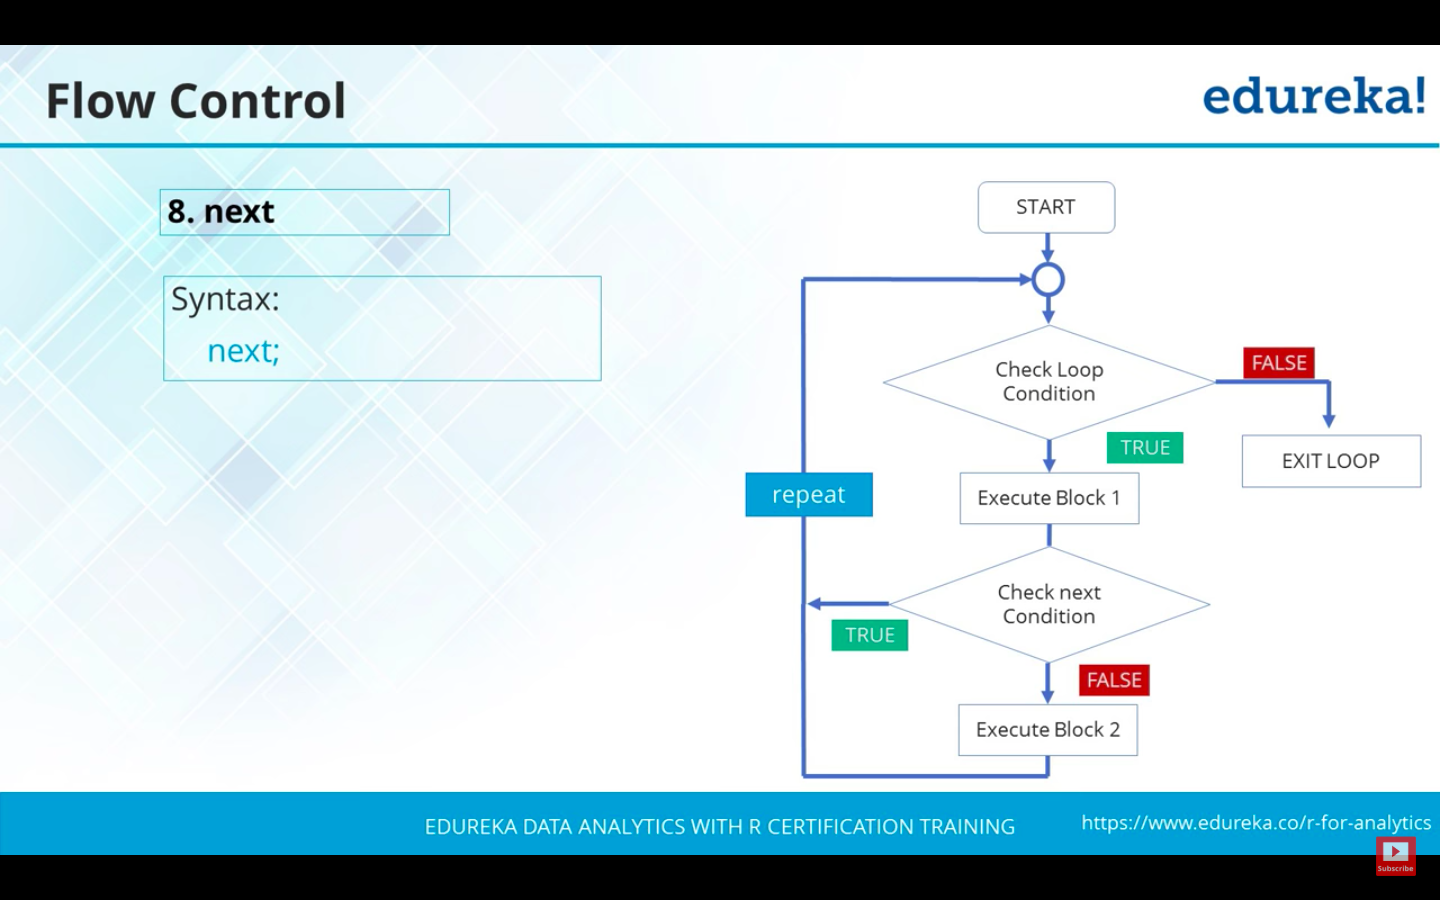 Flow Control
edureka!
8. next
Syntax:
next;
START
Check Loop
Condition
FALSE
EXIT LOOP
TRUE
Execute Block 1
repeat
Check next
Condition
TRUE
FALSE
Execute Block 2
EDUREKA DATA ANALYTICS WITH R CERTIFICATION TRAINING
https://www.edureka.co/r-for-analytics
Subscribe